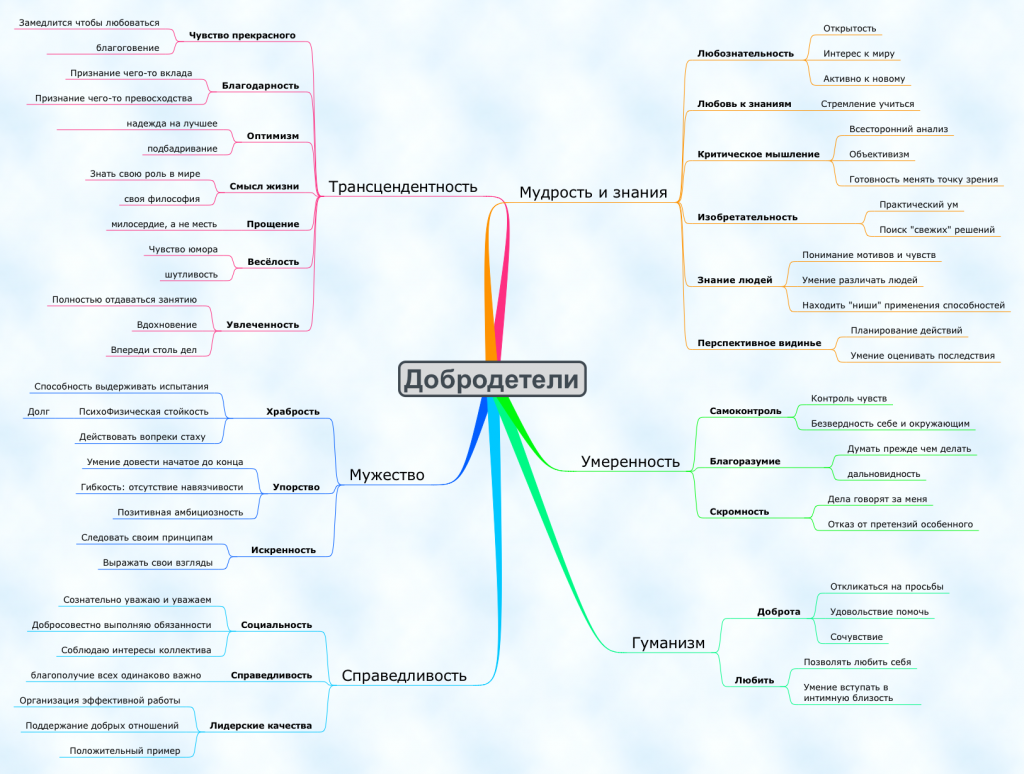 Добродетели
Трансцендентность
Чувство прекрасного
Замедлится чтобы любоваться
благоговение
Благодарность
Признание чего-то вклада
Признание чего-то превосходства
Оптимизм
надежда на лучшее
подбадривание
Смысл жизни
Знать свою роль в мире
своя философия
Прощение
милосердие, а не месть
Весёлость
Чувство юмора
шутливость
Увлеченность
Полностью отдаваться занятию
Вдохновение
Впереди столь дел
Мужество
Храбрость
Способность выдерживать испытания
ПсихоФизическая стойкость
Долг
Действовать вопреки стаху
Упорство
Умение довести начатое до конца
Гибкость: отсутствие навязчивости
Позитивная амбициозность
Искренность
Следовать своим принципам
Выражать свои взгляды
Справедливость
Социальность
Сознательно уважаю и уважаем
Добросовестно выполняю обязанности
Соблюдаю интересы коллектива
Справедливость
благополучие всех одинаково важно
Лидерские качества
Организация эффективной работы
Поддержание добрых отношений
Положительный пример
Мудрость и знания
Любознательность
Открытость
Интерес к миру
Активно к новому
Любовь к знаниям
Стремление учиться
Критическое мышление
Всесторонний анализ
Объективизм
Готовность менять точку зрения
Изобретательность
Практический ум
Поиск "свежих" решений
Знание людей
Понимание мотивов и чувств
Умение различать людей
Находить "ниши" применения способностей
Перспективное видинье
Планирование действий
Умение оценивать последствия
Умеренность
Самоконтроль
Контроль чувств
Безвердность себе и окружающим
Благоразумие
Думать прежде чем делать
дальновидность
Скромность
Дела говорят за меня
Отказ от претензий особенного
Гуманизм
Доброта
Откликаться на просьбы
Удовольствие помочь
Сочувствие
Любить
Позволять любить себя
Умение вступать в
интимную близость